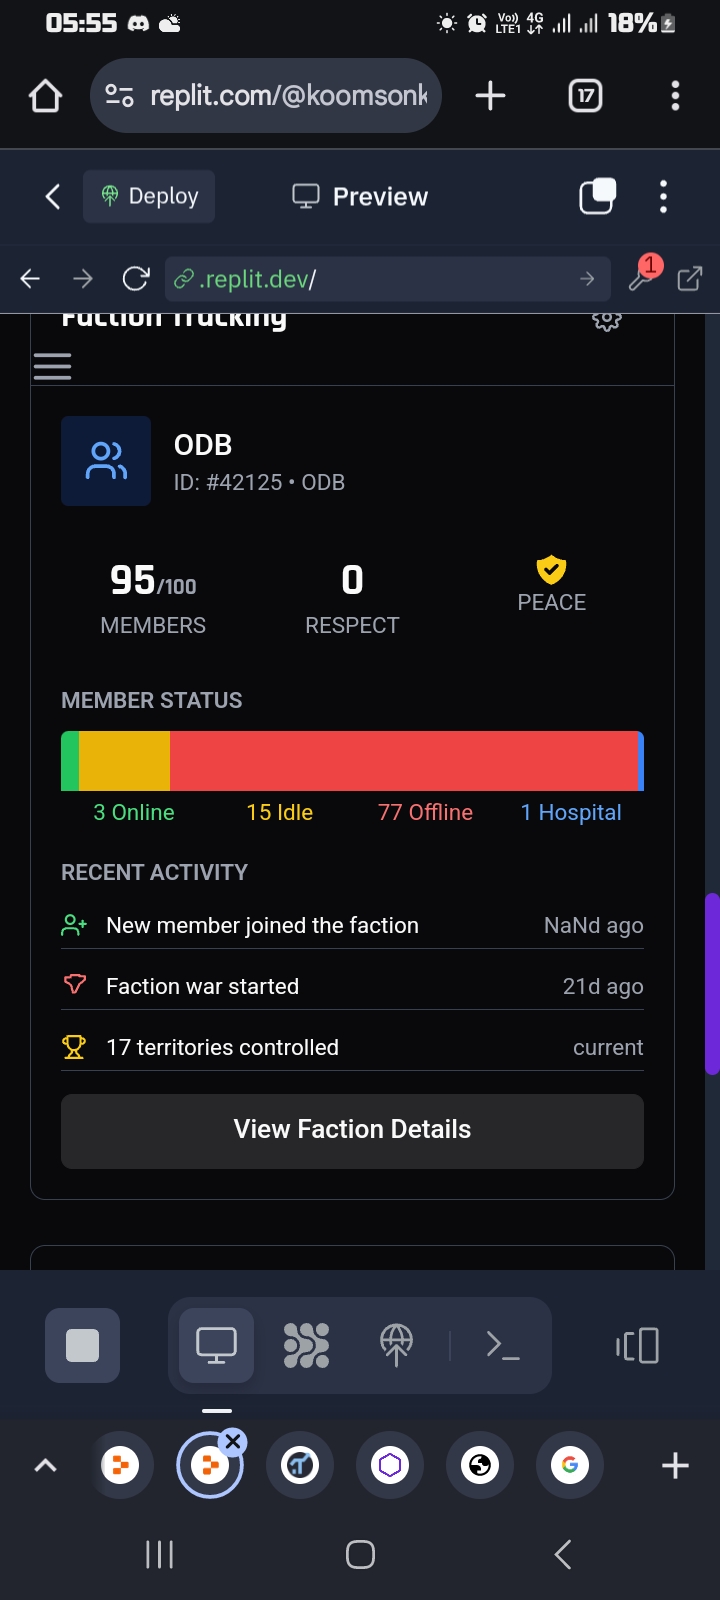 05:55
Vo)) 4G
LTE1
18%
replit.com/@koomsonk
17
Deploy
Preview
.replit.dev/
1
Faction Tracking
ODB
ID: #42125 • ODB
95/100
0
MEMBERS
RESPECT
PEACE
MEMBER STATUS
3 Online
15 Idle
77 Offline
1 Hospital
RECENT ACTIVITY
New member joined the faction
NaNd ago
Faction war started
21d ago
17 territories controlled
current
View Faction Details